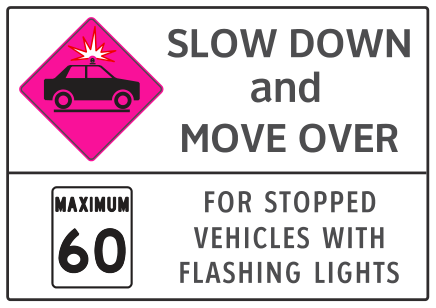 SLOW DOWN
and
MOVE OVER
MAXIMUM
60
FOR STOPPED
VEHICLES WITH
FLASHING LIGHTS